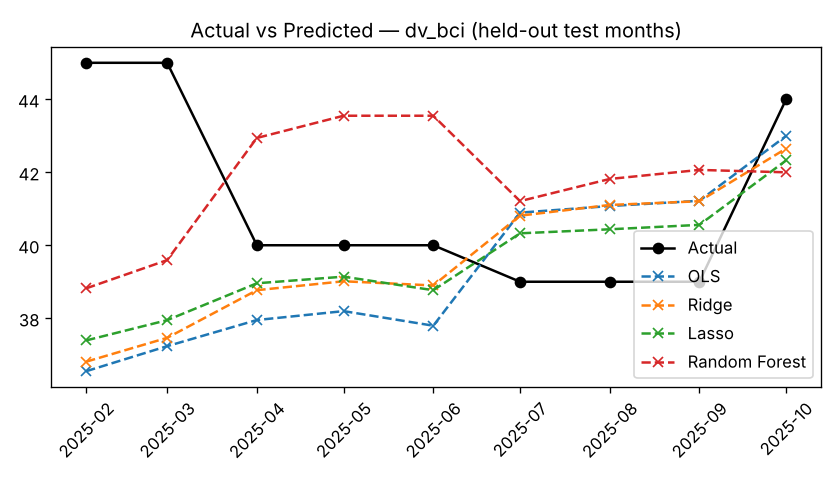 Actual vs Predicted — dv_bci (held-out test months)
44
42
40
38
Actual
OLS
Ridge
Lasso
Random Forest
2025-02
2025-03
2025-04
2025-05
2025-06
2025-07
2025-08
2025-09
2025-10